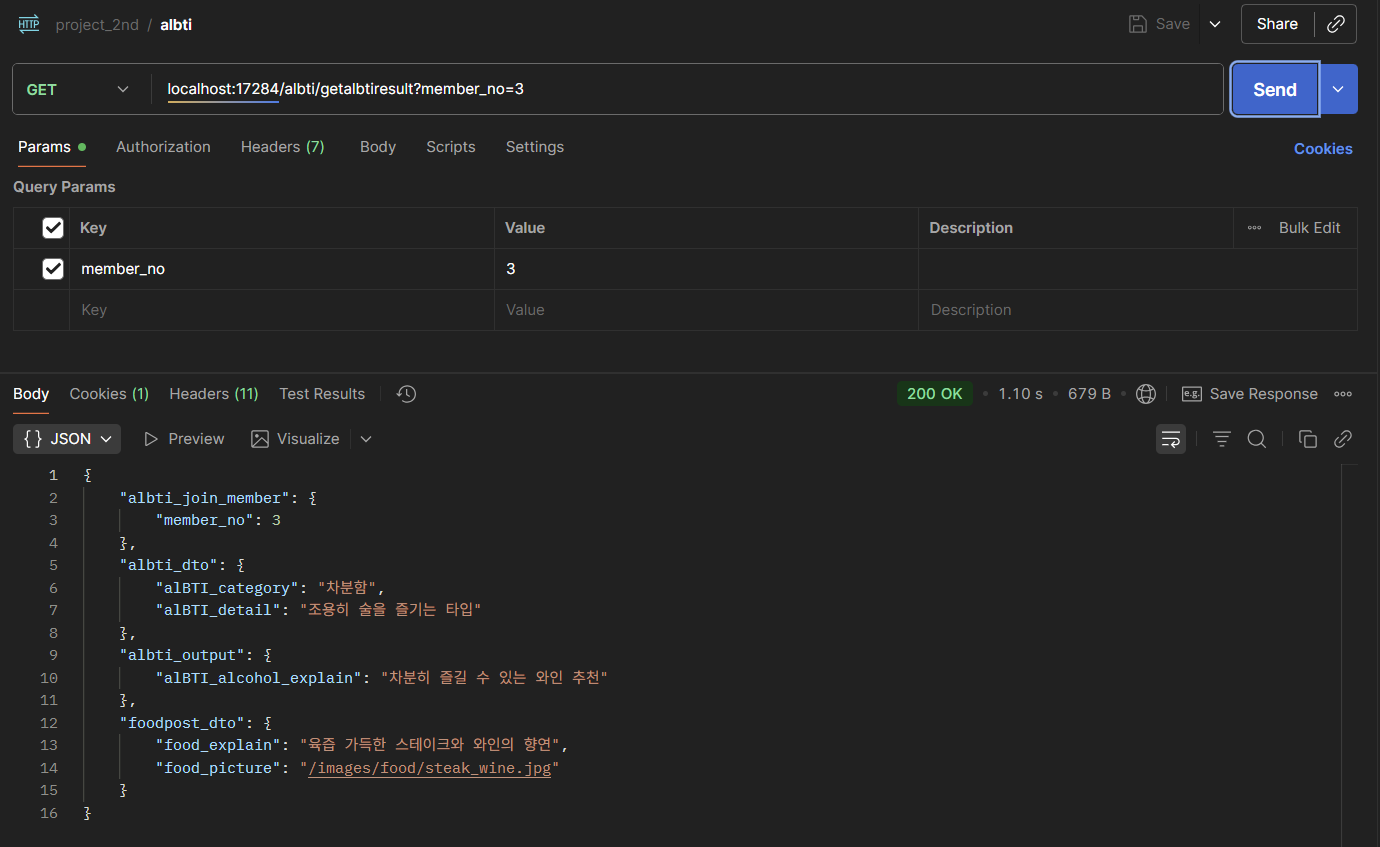 HTTP project_2nd / albti Save Share
GET localhost:17284/albti/getalbtiresult?member_no=3 Send
Params Authorization Headers (7) Body Scripts Settings Cookies
Query Params
Key Value Description Bulk Edit
member_no 3
Key Value Description
Body Cookies (1) Headers (11) Test Results 200 OK 1.10 s 679 B e.g. Save Response
{} JSON Preview Visualize
1 {
2 "albti_join_member": {
3 "member_no": 3
4 },
5 "albti_dto": {
6 "alBTI_category": "차분함",
7 "alBTI_detail": "조용히 술을 즐기는 타입"
8 },
9 "albti_output": {
10 "alBTI_alcohol_explain": "차분히 즐길 수 있는 와인 추천"
11 },
12 "foodpost_dto": {
13 "food_explain": "육즙 가득한 스테이크와 와인의 향연",
14 "food_picture": "/images/food/steak_wine.jpg"
15 }
16 }